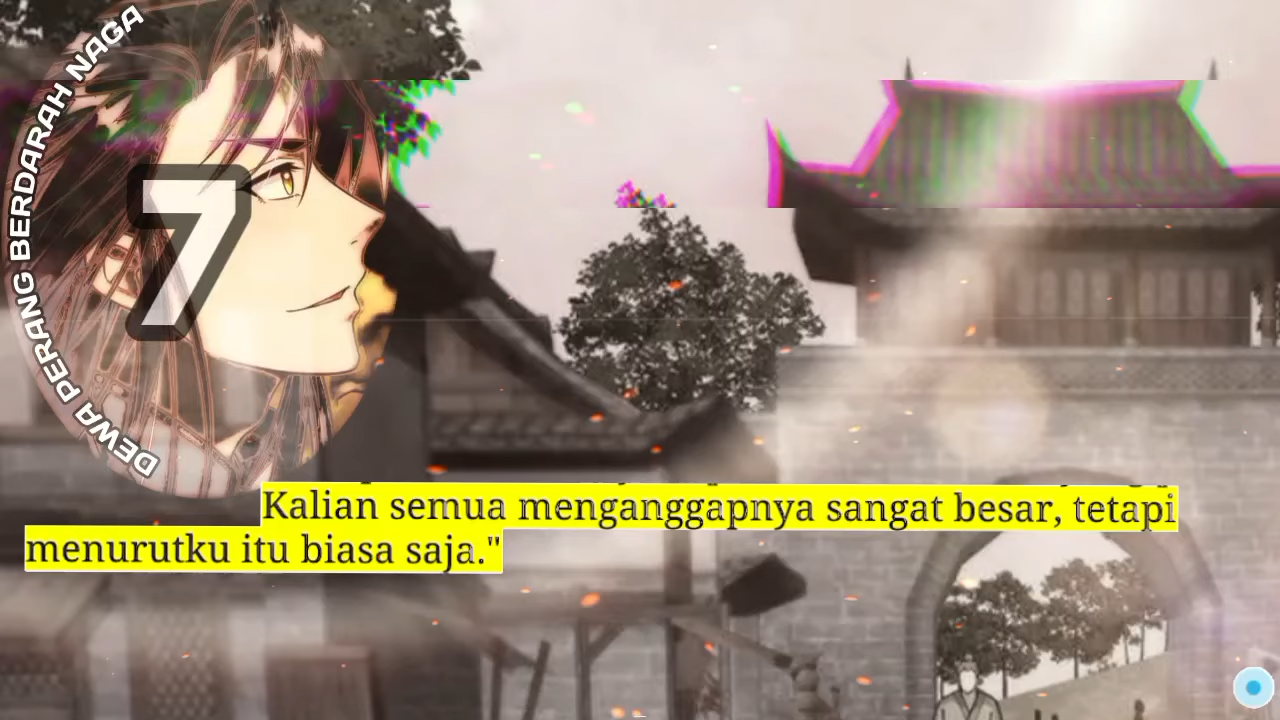 DEWA PERANG BERDARAH NAGA
7
Kalian semua menganggapnya sangat besar, tetapi
menurutku itu biasa saja."